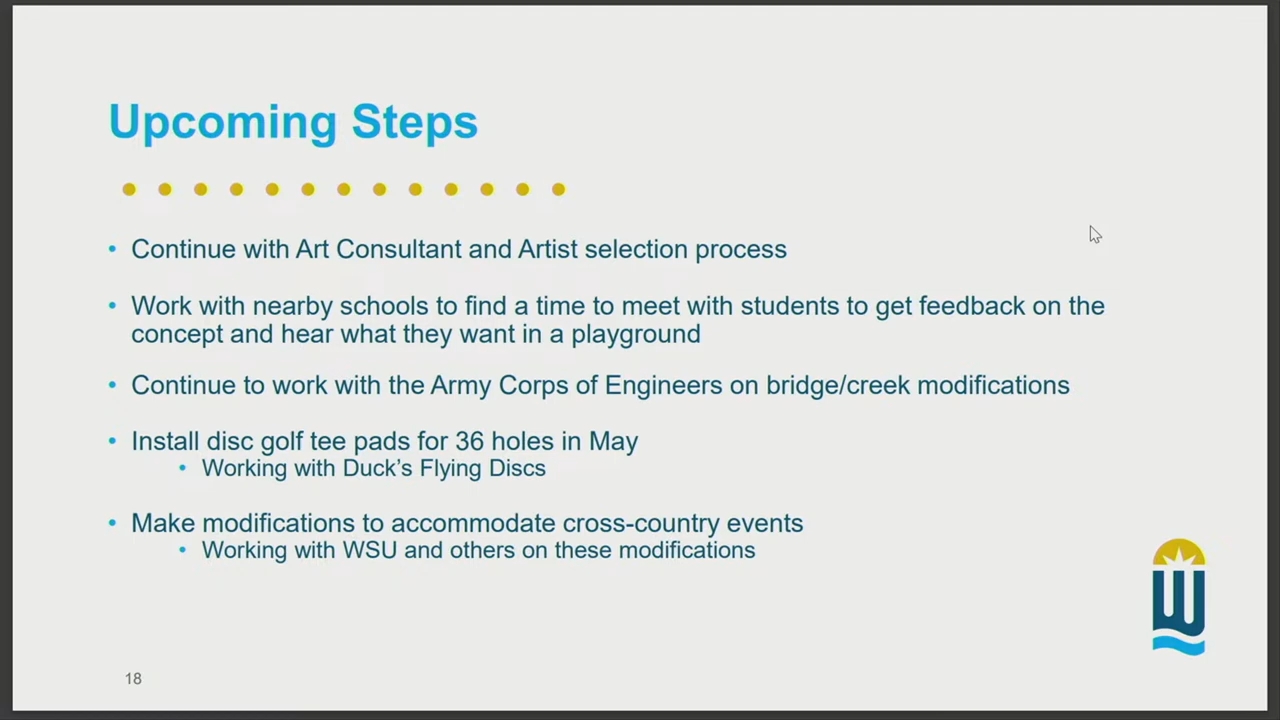 Upcoming Steps
• Continue with Art Consultant and Artist selection process
• Work with nearby schools to find a time to meet with students to get feedback on the
concept and hear what they want in a playground
• Continue to work with the Army Corps of Engineers on bridge/creek modifications
• Install disc golf tee pads for 36 holes in May
• Working with Duck’s Flying Discs
• Make modifications to accommodate cross-country events
• Working with WSU and others on these modifications
W
18